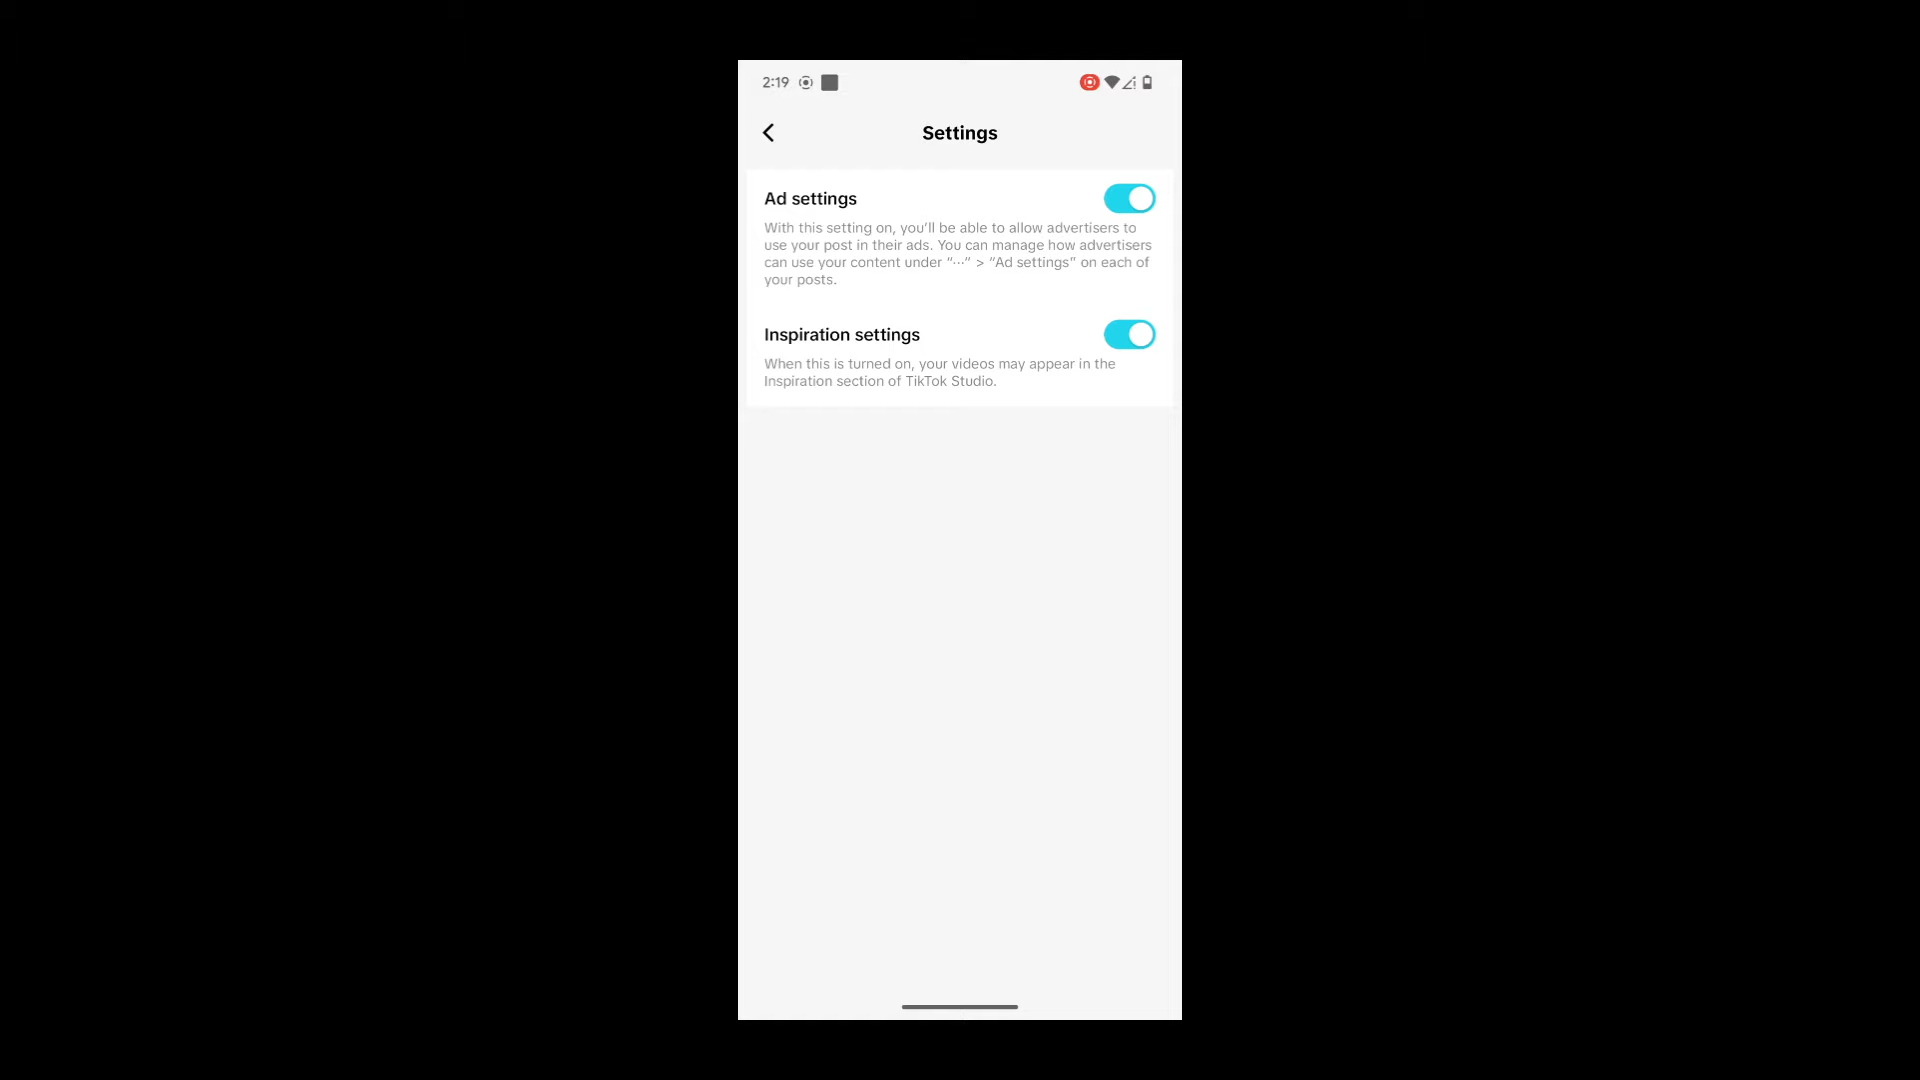 2:19
Settings
Ad settings
With this setting on, you’ll be able to allow advertisers to
use your post in their ads. You can manage how advertisers
can use your content under “···” > “Ad settings” on each of
your posts.
Inspiration settings
When this is turned on, your videos may appear in the
Inspiration section of TikTok Studio.